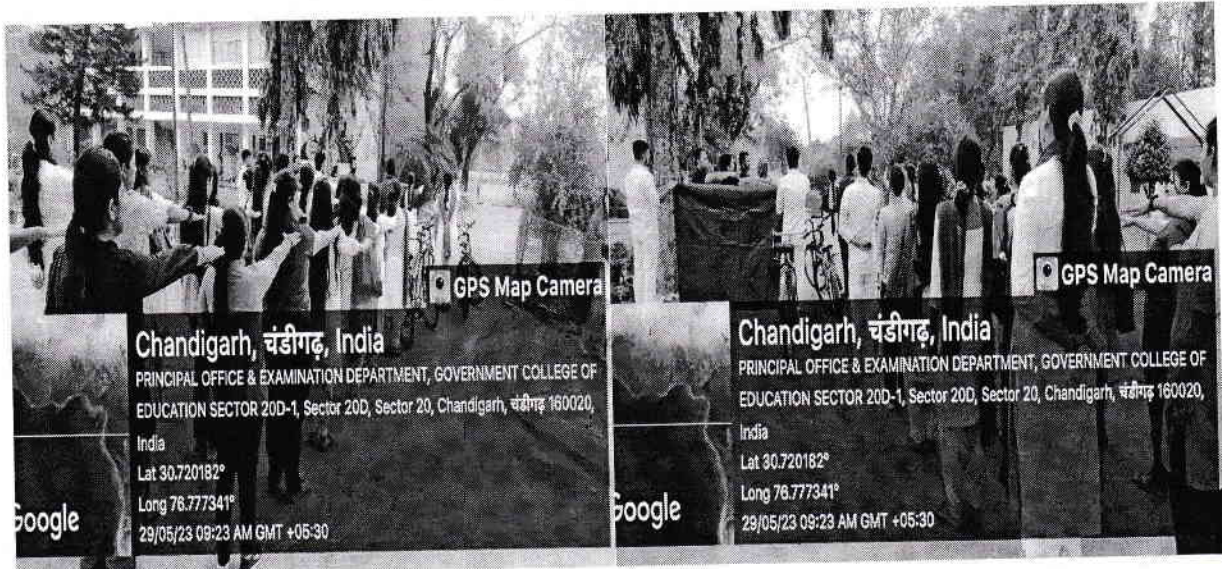 GPS Map Camera
Chandigarh, चंडीगढ़, India
PRINCIPAL OFFICE & EXAMINATION DEPARTMENT, GOVERNMENT COLLEGE OF
EDUCATION SECTOR 20D-1, Sector 20D, Sector 20, Chandigarh, चंडीगढ़ 160020,
India
Lat 30.720182°
Long 76.777341°
29/05/23 09:23 AM GMT +05:30
Google
GPS Map Camera
Chandigarh, चंडीगढ़, India
PRINCIPAL OFFICE & EXAMINATION DEPARTMENT, GOVERNMENT COLLEGE OF
EDUCATION SECTOR 20D-1, Sector 20D, Sector 20, Chandigarh, चंडीगढ़ 160020,
India
Lat 30.720182°
Long 76.777341°
29/05/23 09:23 AM GMT +05:30
Google